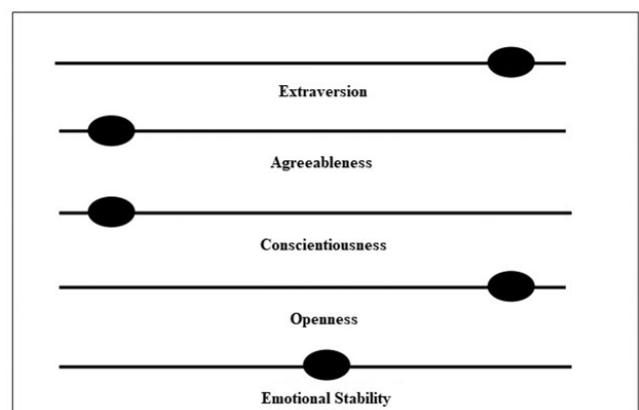 Extraversion
Agreeableness
Conscientiousness
Openness
Emotional Stability